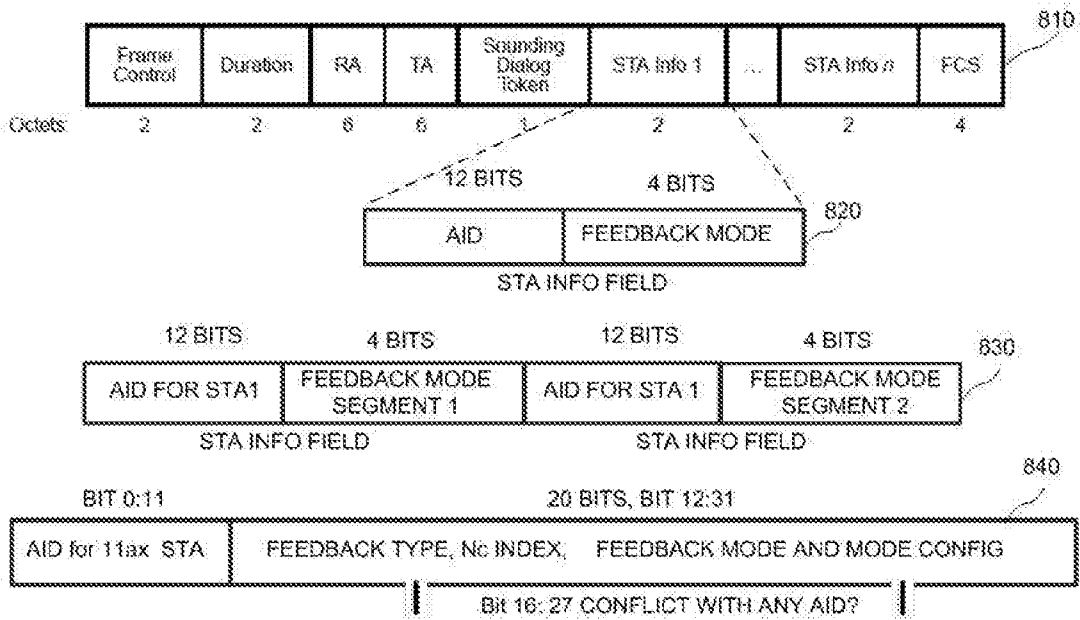 810
Frame Control Duration RA TA Sounding Dialog Token STA Info 1 ... STA Info n FCS
Octets 2 2 6 6 1 2 2 4
12 BITS 4 BITS
820
AID FEEDBACK MODE
STA INFO FIELD
12 BITS 4 BITS 12 BITS 4 BITS
830
AID FOR STA1 FEEDBACK MODE SEGMENT 1 AID FOR STA 1 FEEDBACK MODE SEGMENT 2
STA INFO FIELD STA INFO FIELD
840
BIT 0:11 20 BITS, BIT 12:31
AID for 11ax STA FEEDBACK TYPE, Nc INDEX, FEEDBACK MODE AND MODE CONFIG
Bit 16: 27 CONFLICT WITH ANY AID?